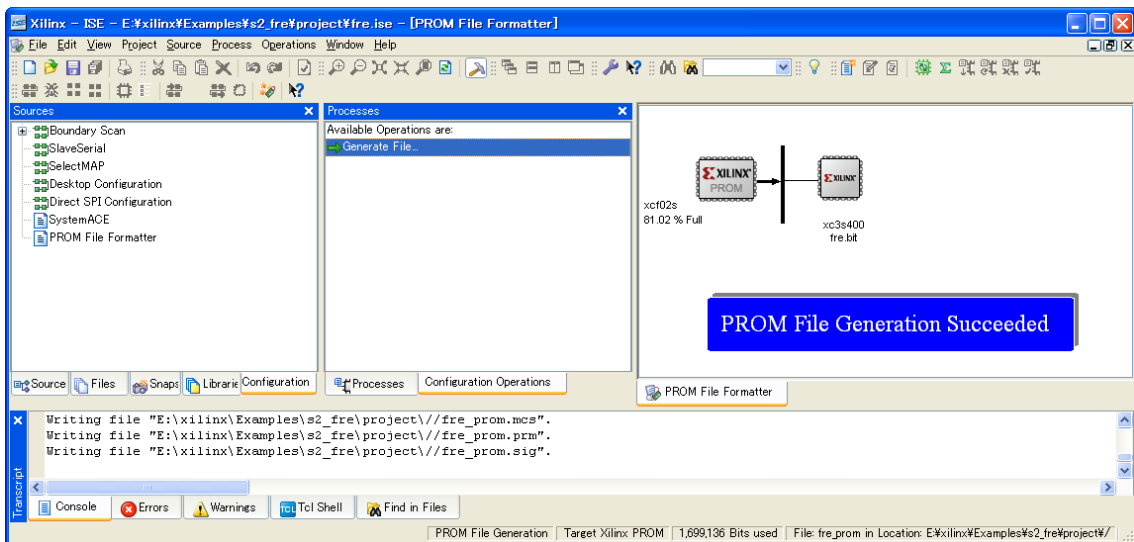 Xilinx - ISE - E:¥xilinx¥Examples¥s2_fre¥project¥fre.ise - [PROM File Formatter]
File Edit View Project Source Process Operations Window Help
Sources
Boundary Scan
SlaveSerial
SelectMAP
Desktop Configuration
Direct SPI Configuration
SystemACE
PROM File Formatter
Source Files Snaps Librarie Configuration
Processes
Available Operations are:
Generate File...
Processes Configuration Operations
XILINX
PROM
xcf02s
81.02 % Full
XILINX
xc3s400
fre.bit
PROM File Generation Succeeded
PROM File Formatter
Transcript
Writing file "E:\xilinx\Examples\s2_fre\project\//fre_prom.mcs".
Writing file "E:\xilinx\Examples\s2_fre\project\//fre_prom.prm".
Writing file "E:\xilinx\Examples\s2_fre\project\//fre_prom.sig".
Console Errors Warnings TCL Tcl Shell Find in Files
PROM File Generation Target Xilinx PROM 1,699,136 Bits used File: fre_prom in Location: E:¥xilinx¥Examples¥s2_fre¥project¥/